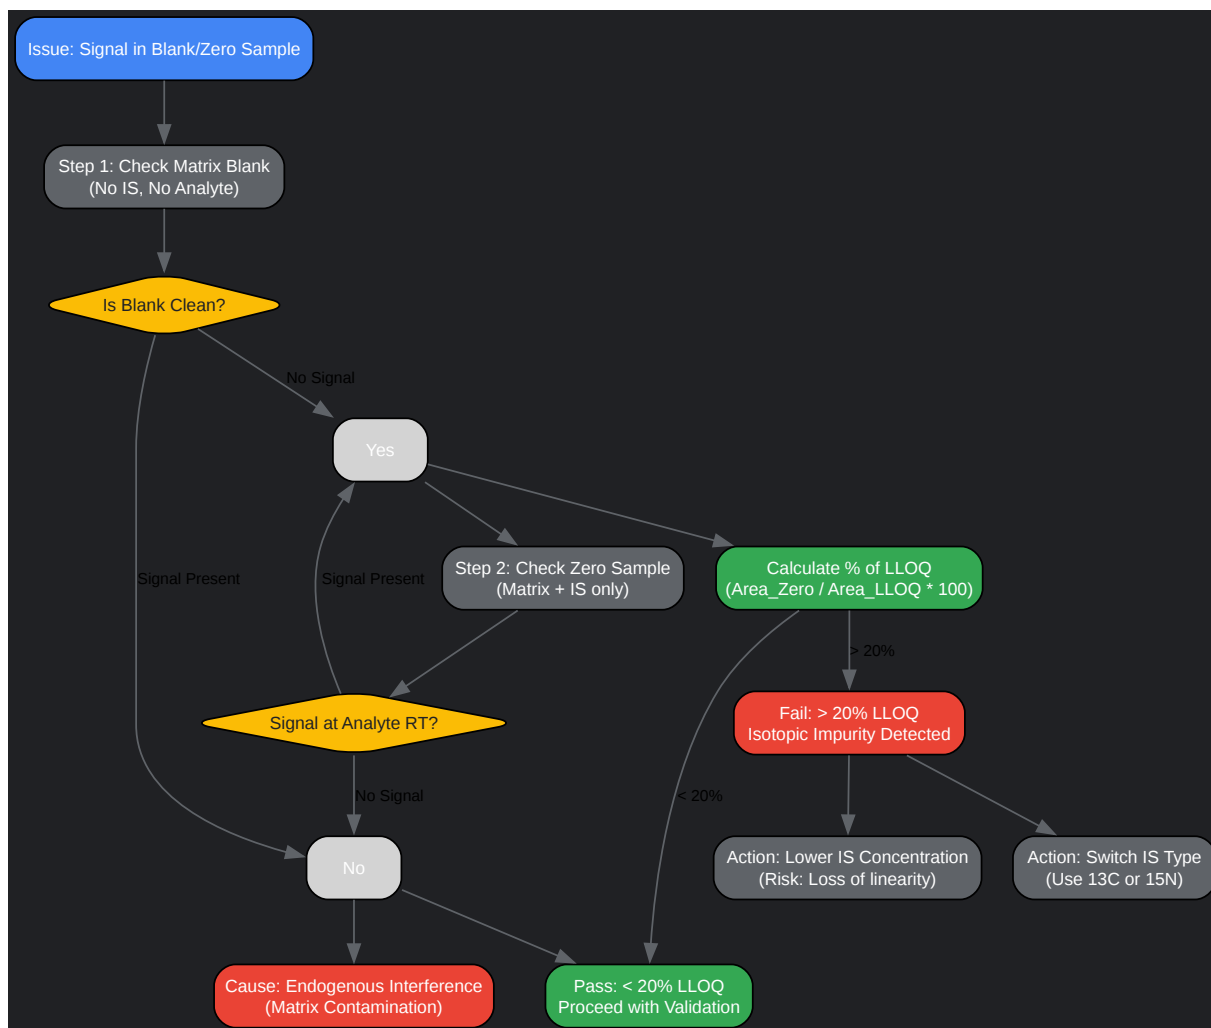 Issue: Signal in Blank/Zero Sample
Step 1: Check Matrix Blank
(No IS, No Analyte)
Is Blank Clean?
No Signal
Yes
Signal Present
Signal Present
Step 2: Check Zero Sample
(Matrix + IS only)
Calculate % of LLOQ
(Area_Zero / Area_LLOQ * 100)
> 20%
Signal at Analyte RT?
Fail: > 20% LLOQ
Isotopic Impurity Detected
No Signal
< 20%
No
Action: Lower IS Concentration
(Risk: Loss of linearity)
Action: Switch IS Type
(Use 13C or 15N)
Cause: Endogenous Interference
(Matrix Contamination)
Pass: < 20% LLOQ
Proceed with Validation